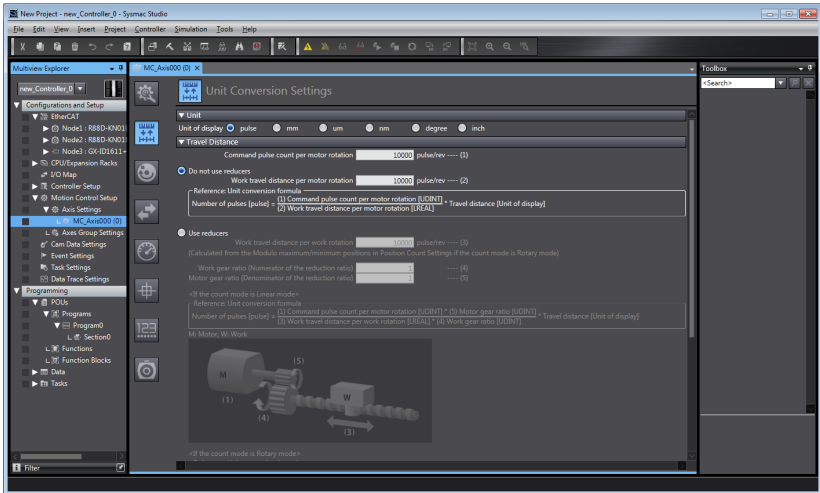 New Project - new_Controller_0 - Sysmac Studio
File Edit View Insert Project Controller Simulation Tools Help
Multiview Explorer
new_Controller_0
Configurations and Setup
EtherCAT
Node1 : R88D-KN01
Node2 : R88D-KN01
Node3 : GX-ID1611+
CPU/Expansion Racks
I/O Map
Controller Setup
Motion Control Setup
Axis Settings
MC_Axis000 (0)
Axes Group Settings
Cam Data Settings
Event Settings
Task Settings
Data Trace Settings
Programming
POUs
Programs
Program0
Section0
Functions
Function Blocks
Data
Tasks
Filter
MC_Axis000 (0)
123
Unit Conversion Settings
Unit
Unit of display pulse mm um nm degree inch
Travel Distance
Command pulse count per motor rotation 10000 pulse/rev ---- (1)
Do not use reducers
Work travel distance per motor rotation 10000 pulse/rev ---- (2)
Reference: Unit conversion formula
Number of pulses [pulse] = (1) Command pulse count per motor rotation [UDINT] * Travel distance [Unit of display]
(2) Work travel distance per motor rotation [LREAL]
Use reducers
Work travel distance per work rotation 10000 pulse/rev ---- (3)
(Calculated from the Modulo maximum/minimum positions in Position Count Settings if the count mode is Rotary mode)
Work gear ratio (Numerator of the reduction ratio) 1 ---- (4)
Motor gear ratio (Denominator of the reduction ratio) 1 ---- (5)
<If the count mode is Linear mode>
Reference: Unit conversion formula
Number of pulses [pulse] = (1) Command pulse count per motor rotation [UDINT] * (5) Motor gear ratio [UDINT] * Travel distance [Unit of display]
(3) Work travel distance per work rotation [LREAL] * (4) Work gear ratio [UDINT]
M: Motor, W: Work
(5)
M
W
(1)
(4)
(3)
<If the count mode is Rotary mode>
Toolbox
<Search>